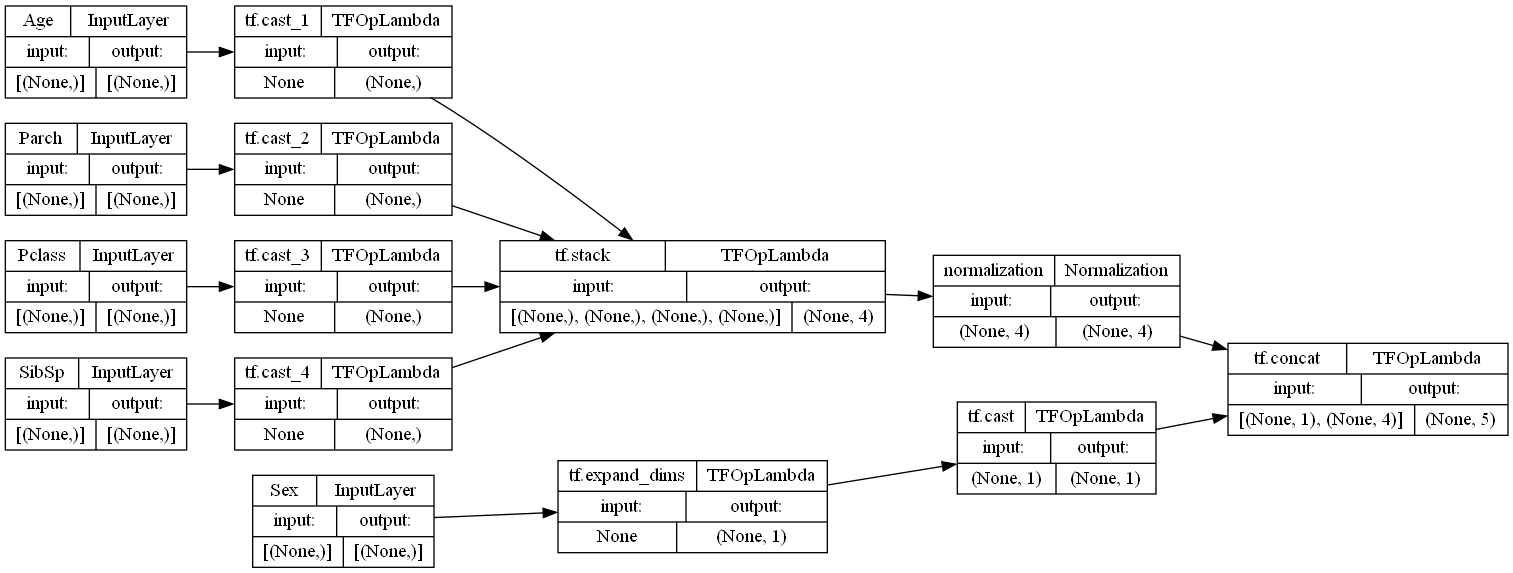 Age InputLayer
input: output:
[(None,)] [(None,)]
tf.cast_1 TFOpLambda
input: output:
None (None,)
Parch InputLayer
input: output:
[(None,)] [(None,)]
tf.cast_2 TFOpLambda
input: output:
None (None,)
Pclass InputLayer
input: output:
[(None,)] [(None,)]
tf.cast_3 TFOpLambda
input: output:
None (None,)
SibSp InputLayer
input: output:
[(None,)] [(None,)]
tf.cast_4 TFOpLambda
input: output:
None (None,)
tf.stack TFOpLambda
input: output:
[(None,), (None,), (None,), (None,)] (None, 4)
normalization Normalization
input: output:
(None, 4) (None, 4)
Sex InputLayer
input: output:
[(None,)] [(None,)]
tf.expand_dims TFOpLambda
input: output:
None (None, 1)
tf.cast TFOpLambda
input: output:
(None, 1) (None, 1)
tf.concat TFOpLambda
input: output:
[(None, 1), (None, 4)] (None, 5)